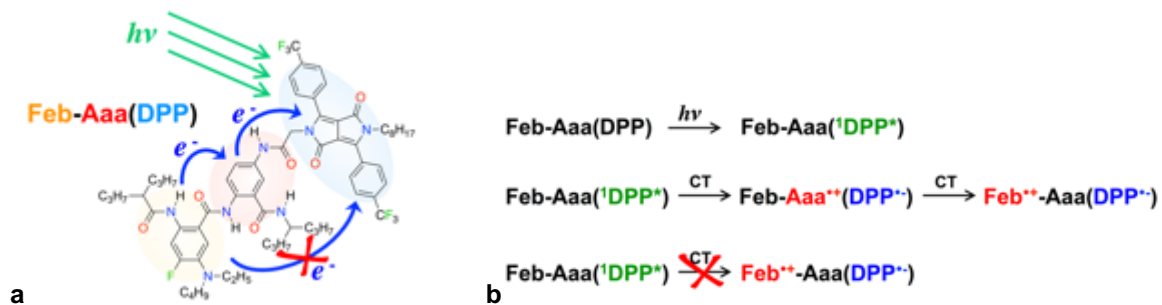 hν
F₃C
Feb-Aaa(DPP)
e⁻
O
N
N
C₈H₁₇
O
H
N
O
e⁻
C₃H₇
C₃H₇
H
N
O
O
N
H
O
H
N
CF₃
C₃H₇
C₃H₇
e⁻
F
N
C₂H₅
C₄H₉
a
Feb-Aaa(DPP) hν Feb-Aaa(¹DPP*)
Feb-Aaa(¹DPP*) CT Feb-Aaa•⁺(DPP•⁻) CT Feb•⁺-Aaa(DPP•⁻)
Feb-Aaa(¹DPP*) CT Feb•⁺-Aaa(DPP•⁻)
b